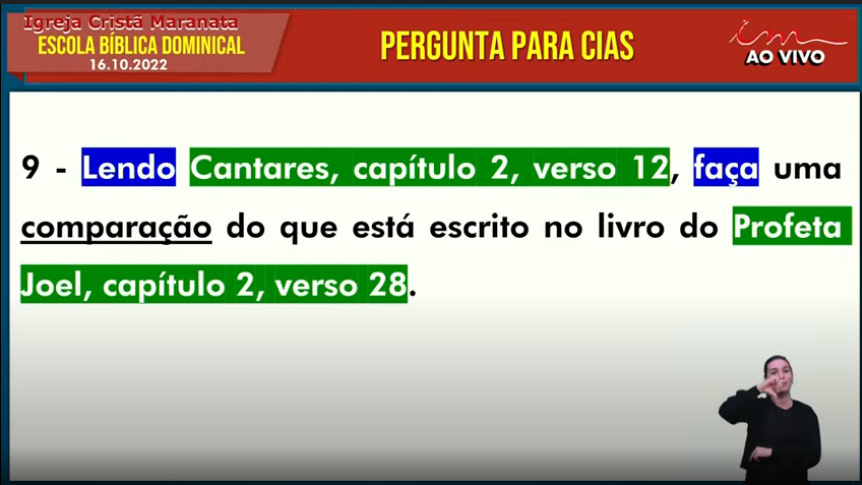 Igreja Cristã Maranata
ESCOLA BÍBLICA DOMINICAL
16.10.2022
PERGUNTA PARA CIAS
im
AO VIVO
9 - Lendo Cantares, capítulo 2, verso 12, faça uma
comparação do que está escrito no livro do Profeta
Joel, capítulo 2, verso 28.